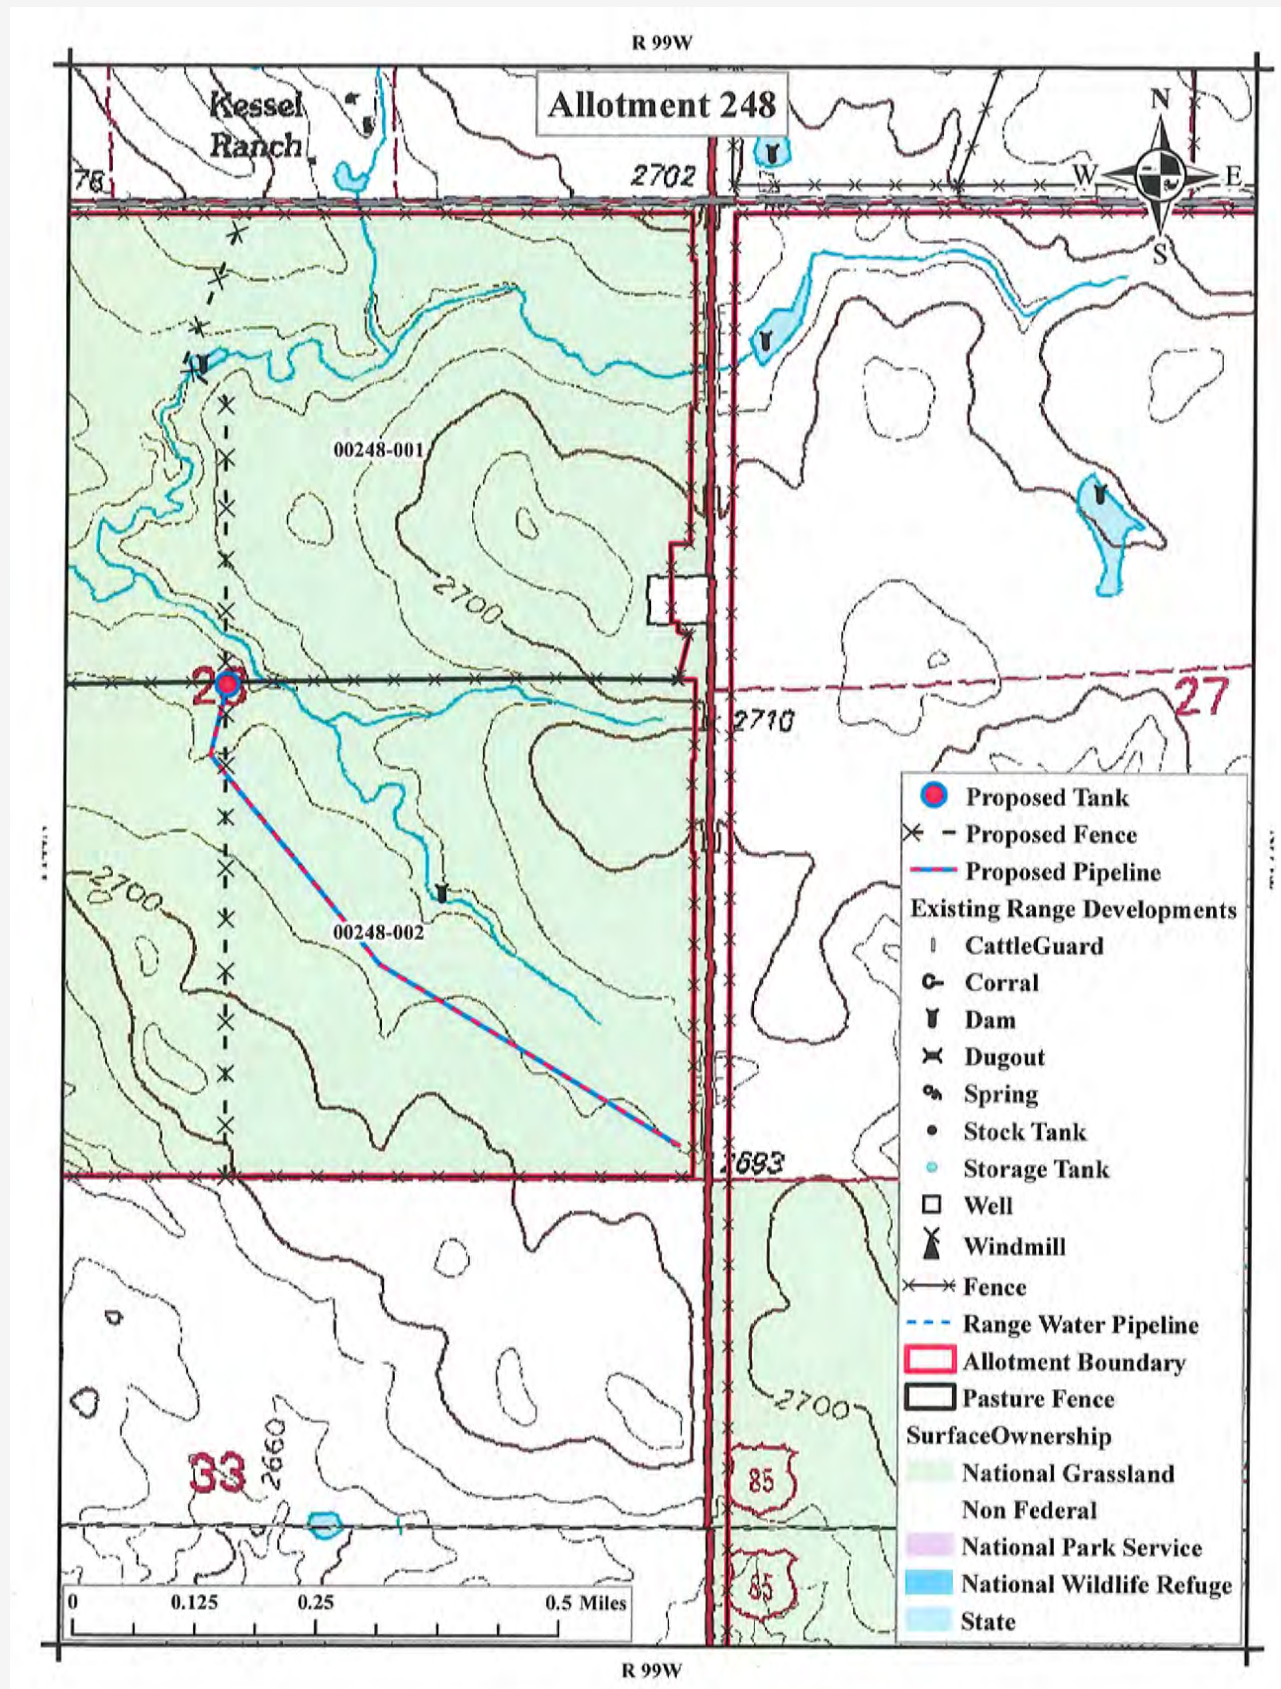 R 99W
Allotment 248
Kessel
Ranch
78
2702
N
W
E
S
00248-001
2700
2710
27
2700
00248-002
2693
2700
33
2660
85
85
Proposed Tank
Proposed Fence
Proposed Pipeline
Existing Range Developments
CattleGuard
Corral
Dam
Dugout
Spring
Stock Tank
Storage Tank
Well
Windmill
Fence
Range Water Pipeline
Allotment Boundary
Pasture Fence
SurfaceOwnership
National Grassland
Non Federal
National Park Service
National Wildlife Refuge
State
0 0.125 0.25 0.5 Miles
R 99W